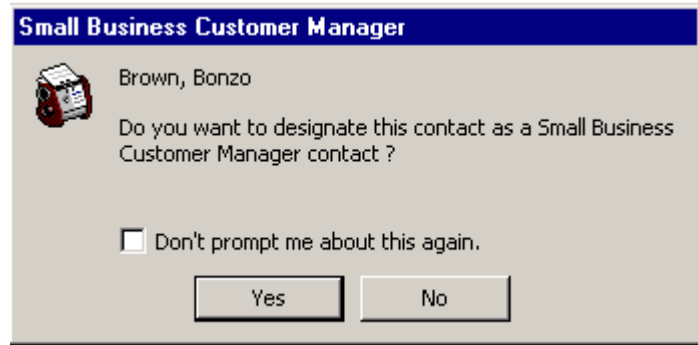 Small Business Customer Manager
Brown, Bonzo
Do you want to designate this contact as a Small Business
Customer Manager contact ?
Don't prompt me about this again.
Yes No